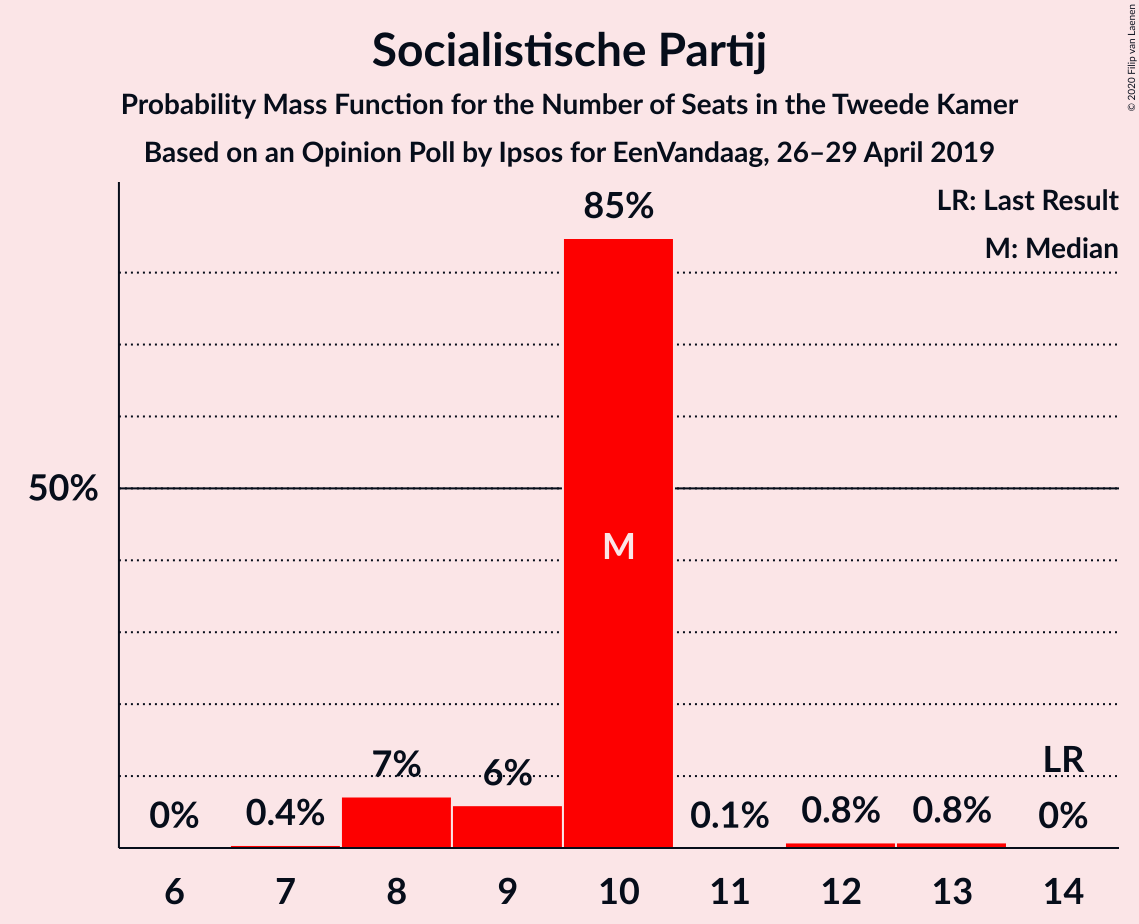 Socialistische Partij
Probability Mass Function for the Number of Seats in the Tweede Kamer
Based on an Opinion Poll by Ipsos for EenVandaag, 26–29 April 2019
© 2020 Filip van Laenen
LR: Last Result
M: Median
85%
50%
M
7%
6%
LR
0%
0.4%
0.1%
0.8%
0.8%
0%
6 7 8 9 10 11 12 13 14